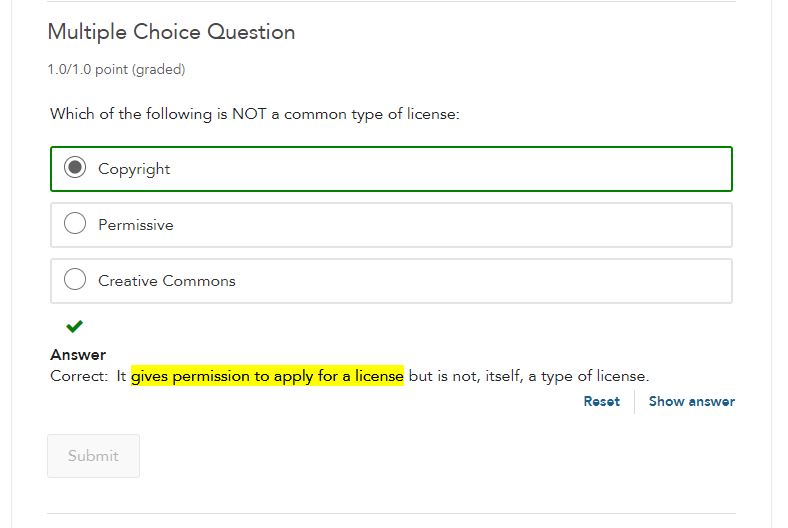 Multiple Choice Question
1.0/1.0 point (graded)
Which of the following is NOT a common type of license:
Copyright
Permissive
Creative Commons
Answer
Correct: It gives permission to apply for a license but is not, itself, a type of license.
Reset Show answer
Submit